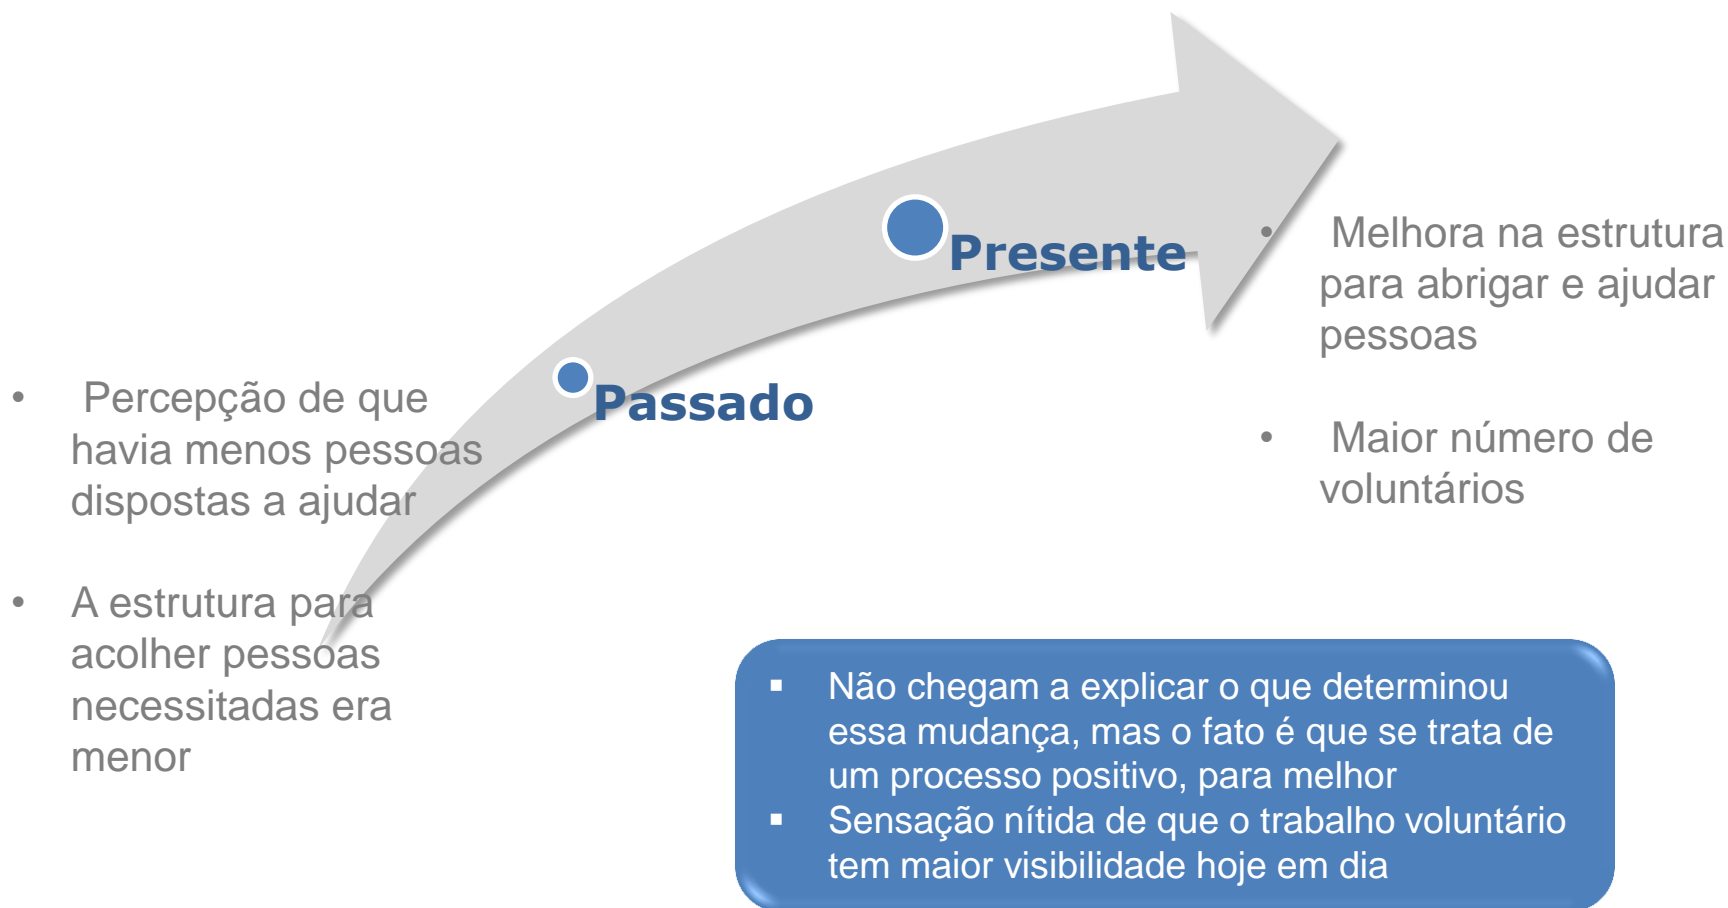 Presente
Passado
• Percepção de que
havia menos pessoas
dispostas a ajudar
• A estrutura para
acolher pessoas
necessitadas era
menor
• Melhora na estrutura
para abrigar e ajudar
pessoas
• Maior número de
voluntários
▪ Não chegam a explicar o que determinou
essa mudança, mas o fato é que se trata de
um processo positivo, para melhor
▪ Sensação nítida de que o trabalho voluntário
tem maior visibilidade hoje em dia